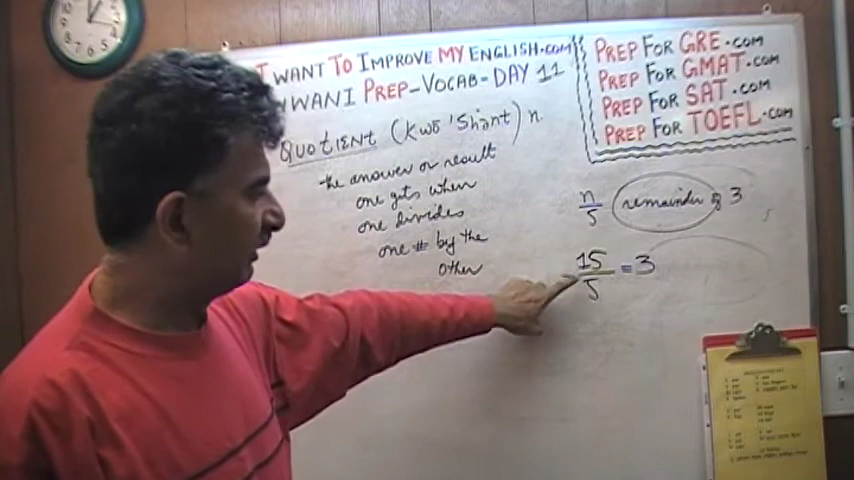 I WANT TO IMPROVE MY ENGLISH.COM
WANI PREP-VOCAB-DAY 11
QUOTIENT (Kwō'Shənt) n.
the answer or result
one gets when
one divides
one # by the
other
PREP FOR GRE.COM
PREP FOR GMAT.COM
PREP FOR SAT.COM
PREP FOR TOEFL.COM
n/5 remainder of 3
15/5 = 3